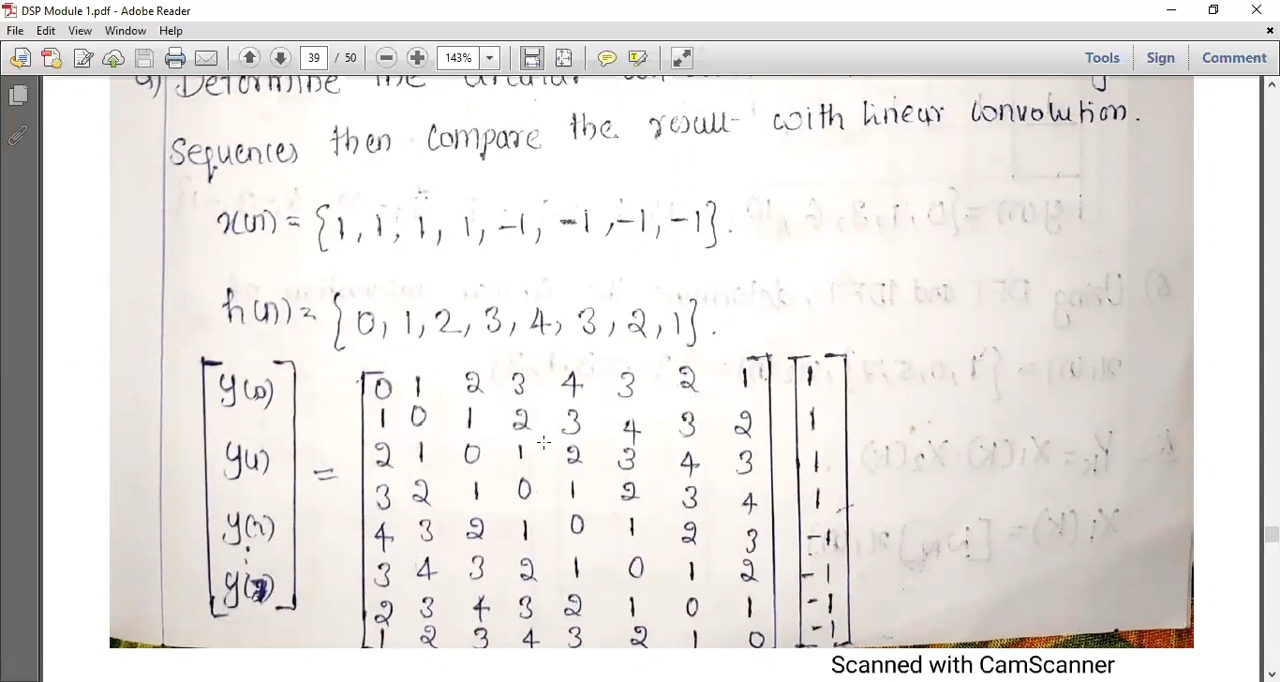 DSP Module 1.pdf - Adobe Reader
File Edit View Window Help
39 / 50 143% Tools Sign Comment
Determine the
Sequences then compare the result with linear convolution.
x(n) = {1, 1, 1, 1, -1, -1, -1, -1}.
h(n) = {0, 1, 2, 3, 4, 3, 2, 1}.
y(0) 0 1 2 3 4 3 2 1 1
1 0 1 2 3 4 3 2 1
y(1) = 2 1 0 1 2 3 4 3 1
3 2 1 0 1 2 3 4 1
y(2) 4 3 2 1 0 1 2 3 -1
: 3 4 3 2 1 0 1 2 -1
2 3 4 3 2 1 0 1 -1
1 2 3 4 3 2 1 0 -1
Scanned with CamScanner